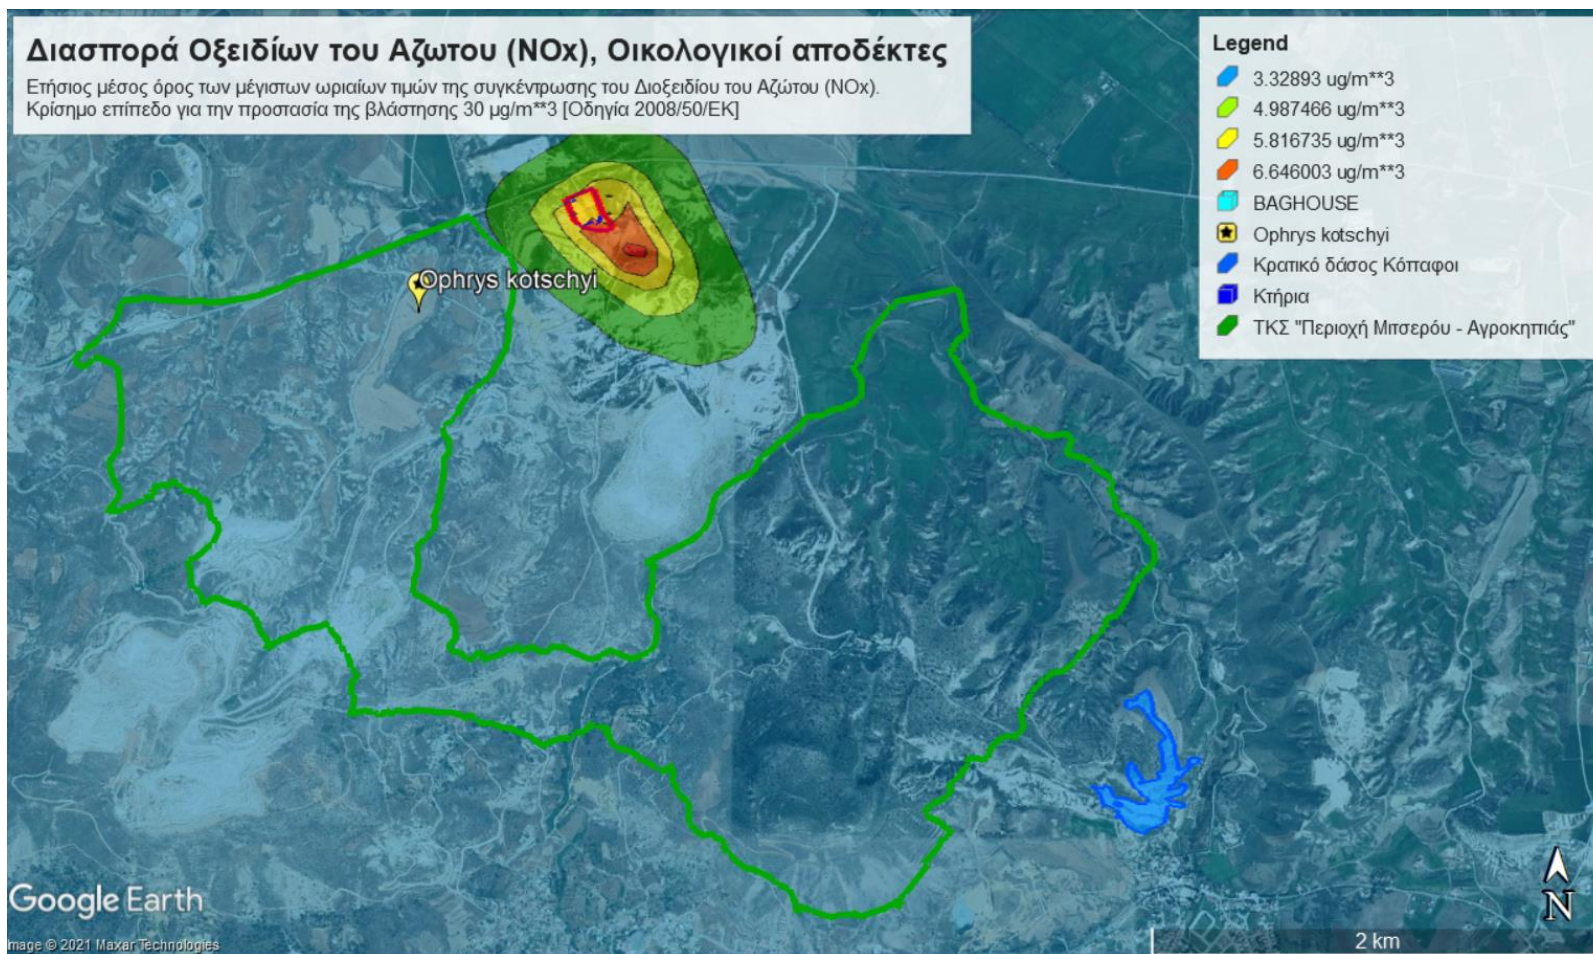 Διασπορά Οξειδίων του Αζωτου (NOx), Οικολογικοί αποδέκτες
Ετήσιος μέσος όρος των μέγιστων ωριαίων τιμών της συγκέντρωσης του Διοξειδίου του Αζώτου (NOx).
Κρίσημο επίπεδο για την προστασία της βλάστησης 30 μg/m**3 [Οδηγία 2008/50/ΕΚ]
Legend
3.32893 ug/m**3
4.987466 ug/m**3
5.816735 ug/m**3
6.646003 ug/m**3
BAGHOUSE
Ophrys kotschyi
Κρατικό δάσος Κόπαφοι
Κτήρια
ΤΚΣ "Περιοχή Μιτσερόυ - Αγροκηπιάς"
Ophrys kotschyi
Google Earth
Image © 2021 Maxar Technologies
N
2 km